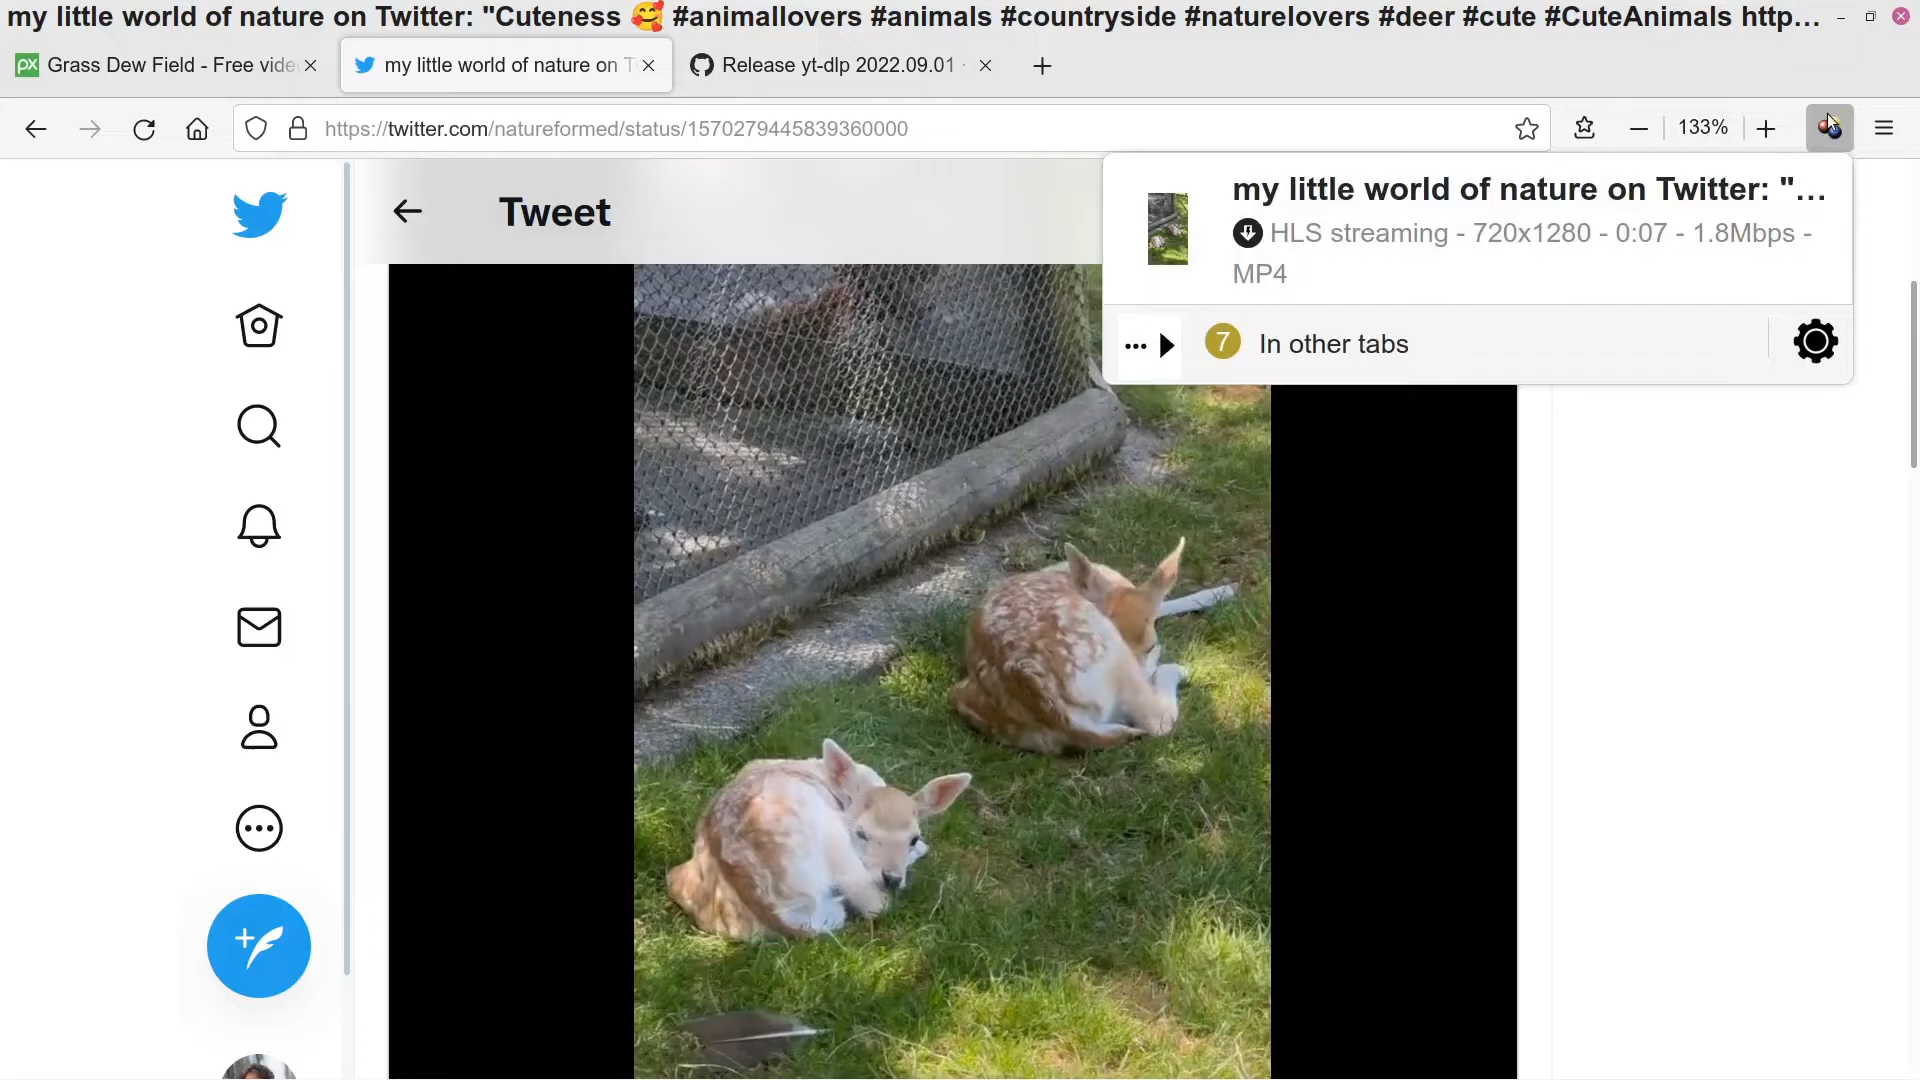 my little world of nature on Twitter: "Cuteness 🥰 #animallovers #animals #countryside #naturelovers #deer #cute #CuteAnimals http...
px Grass Dew Field - Free vide
my little world of nature on T
Release yt-dlp 2022.09.01 ·
https://twitter.com/natureformed/status/1570279445839360000
133%
Tweet
my little world of nature on Twitter: "...
HLS streaming - 720x1280 - 0:07 - 1.8Mbps -
MP4
7 In other tabs